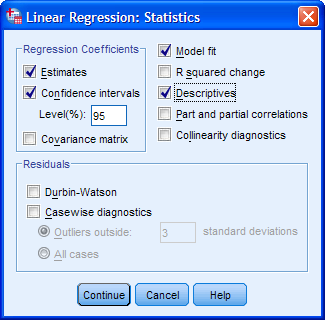 Linear Regression: Statistics
Regression Coefficients
Estimates
Confidence intervals
Level(%): 95
Covariance matrix
Model fit
R squared change
Descriptives
Part and partial correlations
Collinearity diagnostics
Residuals
Durbin-Watson
Casewise diagnostics
Outliers outside: 3 standard deviations
All cases
Continue Cancel Help